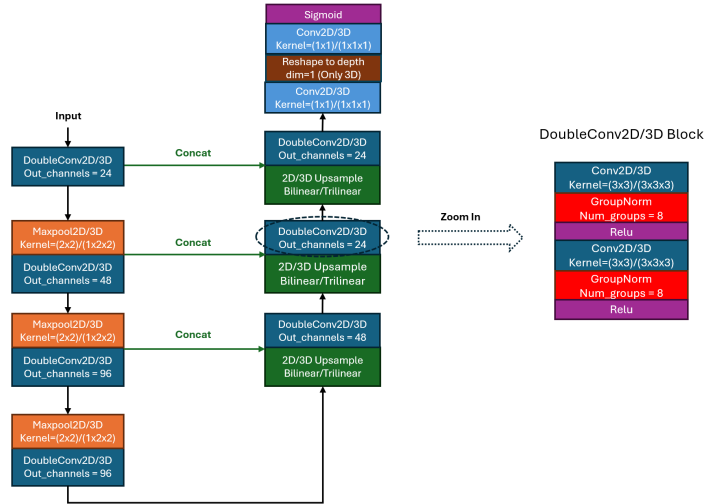 Sigmoid
Conv2D/3D
Kernel=(1x1)/(1x1x1)
Reshape to depth
dim=1 (Only 3D)
Conv2D/3D
Kernel=(1x1)/(1x1x1)
Input
DoubleConv2D/3D
Out_channels = 24
Concat
DoubleConv2D/3D
Out_channels = 24
2D/3D Upsample
Bilinear/Trilinear
Maxpool2D/3D
Kernel=(2x2)/(1x2x2)
DoubleConv2D/3D
Out_channels = 48
Concat
DoubleConv2D/3D
Out_channels = 24
2D/3D Upsample
Bilinear/Trilinear
Maxpool2D/3D
Kernel=(2x2)/(1x2x2)
DoubleConv2D/3D
Out_channels = 96
Concat
DoubleConv2D/3D
Out_channels = 48
2D/3D Upsample
Bilinear/Trilinear
Maxpool2D/3D
Kernel=(2x2)/(1x2x2)
DoubleConv2D/3D
Out_channels = 96
Zoom In
DoubleConv2D/3D Block
Conv2D/3D
Kernel=(3x3)/(3x3x3)
GroupNorm
Num_groups = 8
Relu
Conv2D/3D
Kernel=(3x3)/(3x3x3)
GroupNorm
Num_groups = 8
Relu